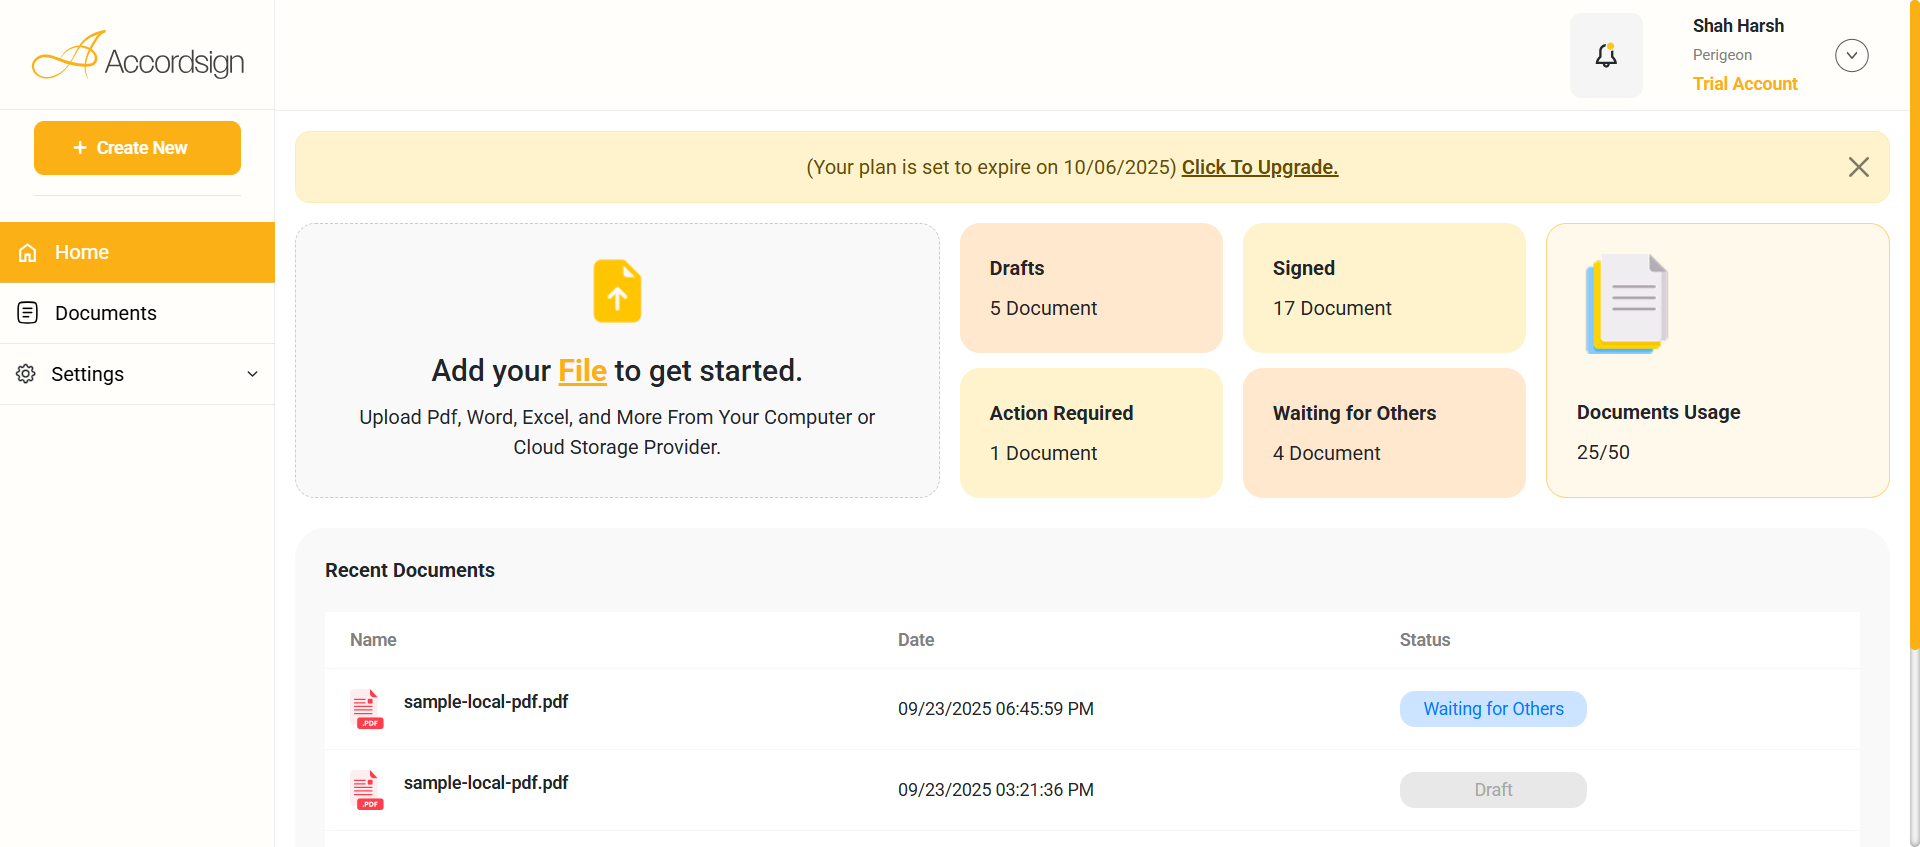 Accordsign
Shah Harsh
Perigeon
Trial Account
+ Create New
Home
Documents
Settings
(Your plan is set to expire on 10/06/2025) Click To Upgrade.
Add your File to get started.
Upload Pdf, Word, Excel, and More From Your Computer or
Cloud Storage Provider.
Drafts
5 Document
Signed
17 Document
Action Required
1 Document
Waiting for Others
4 Document
Documents Usage
25/50
Recent Documents
Name Date Status
.PDF sample-local-pdf.pdf 09/23/2025 06:45:59 PM Waiting for Others
.PDF sample-local-pdf.pdf 09/23/2025 03:21:36 PM Draft